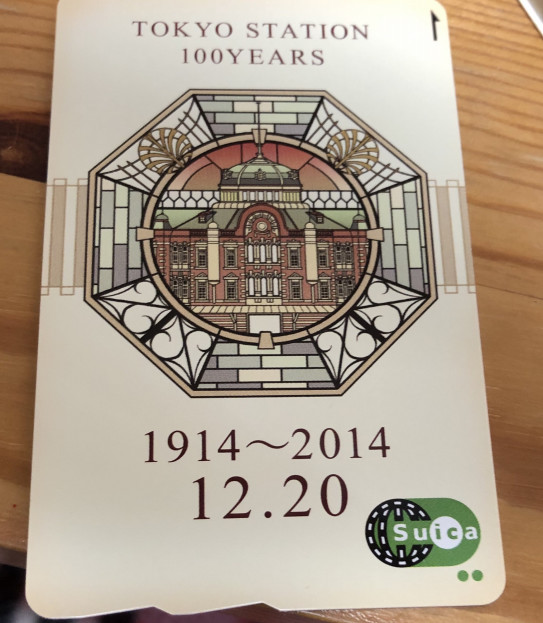 TOKYO STATION
100YEARS
1914～2014
12.20
Suica